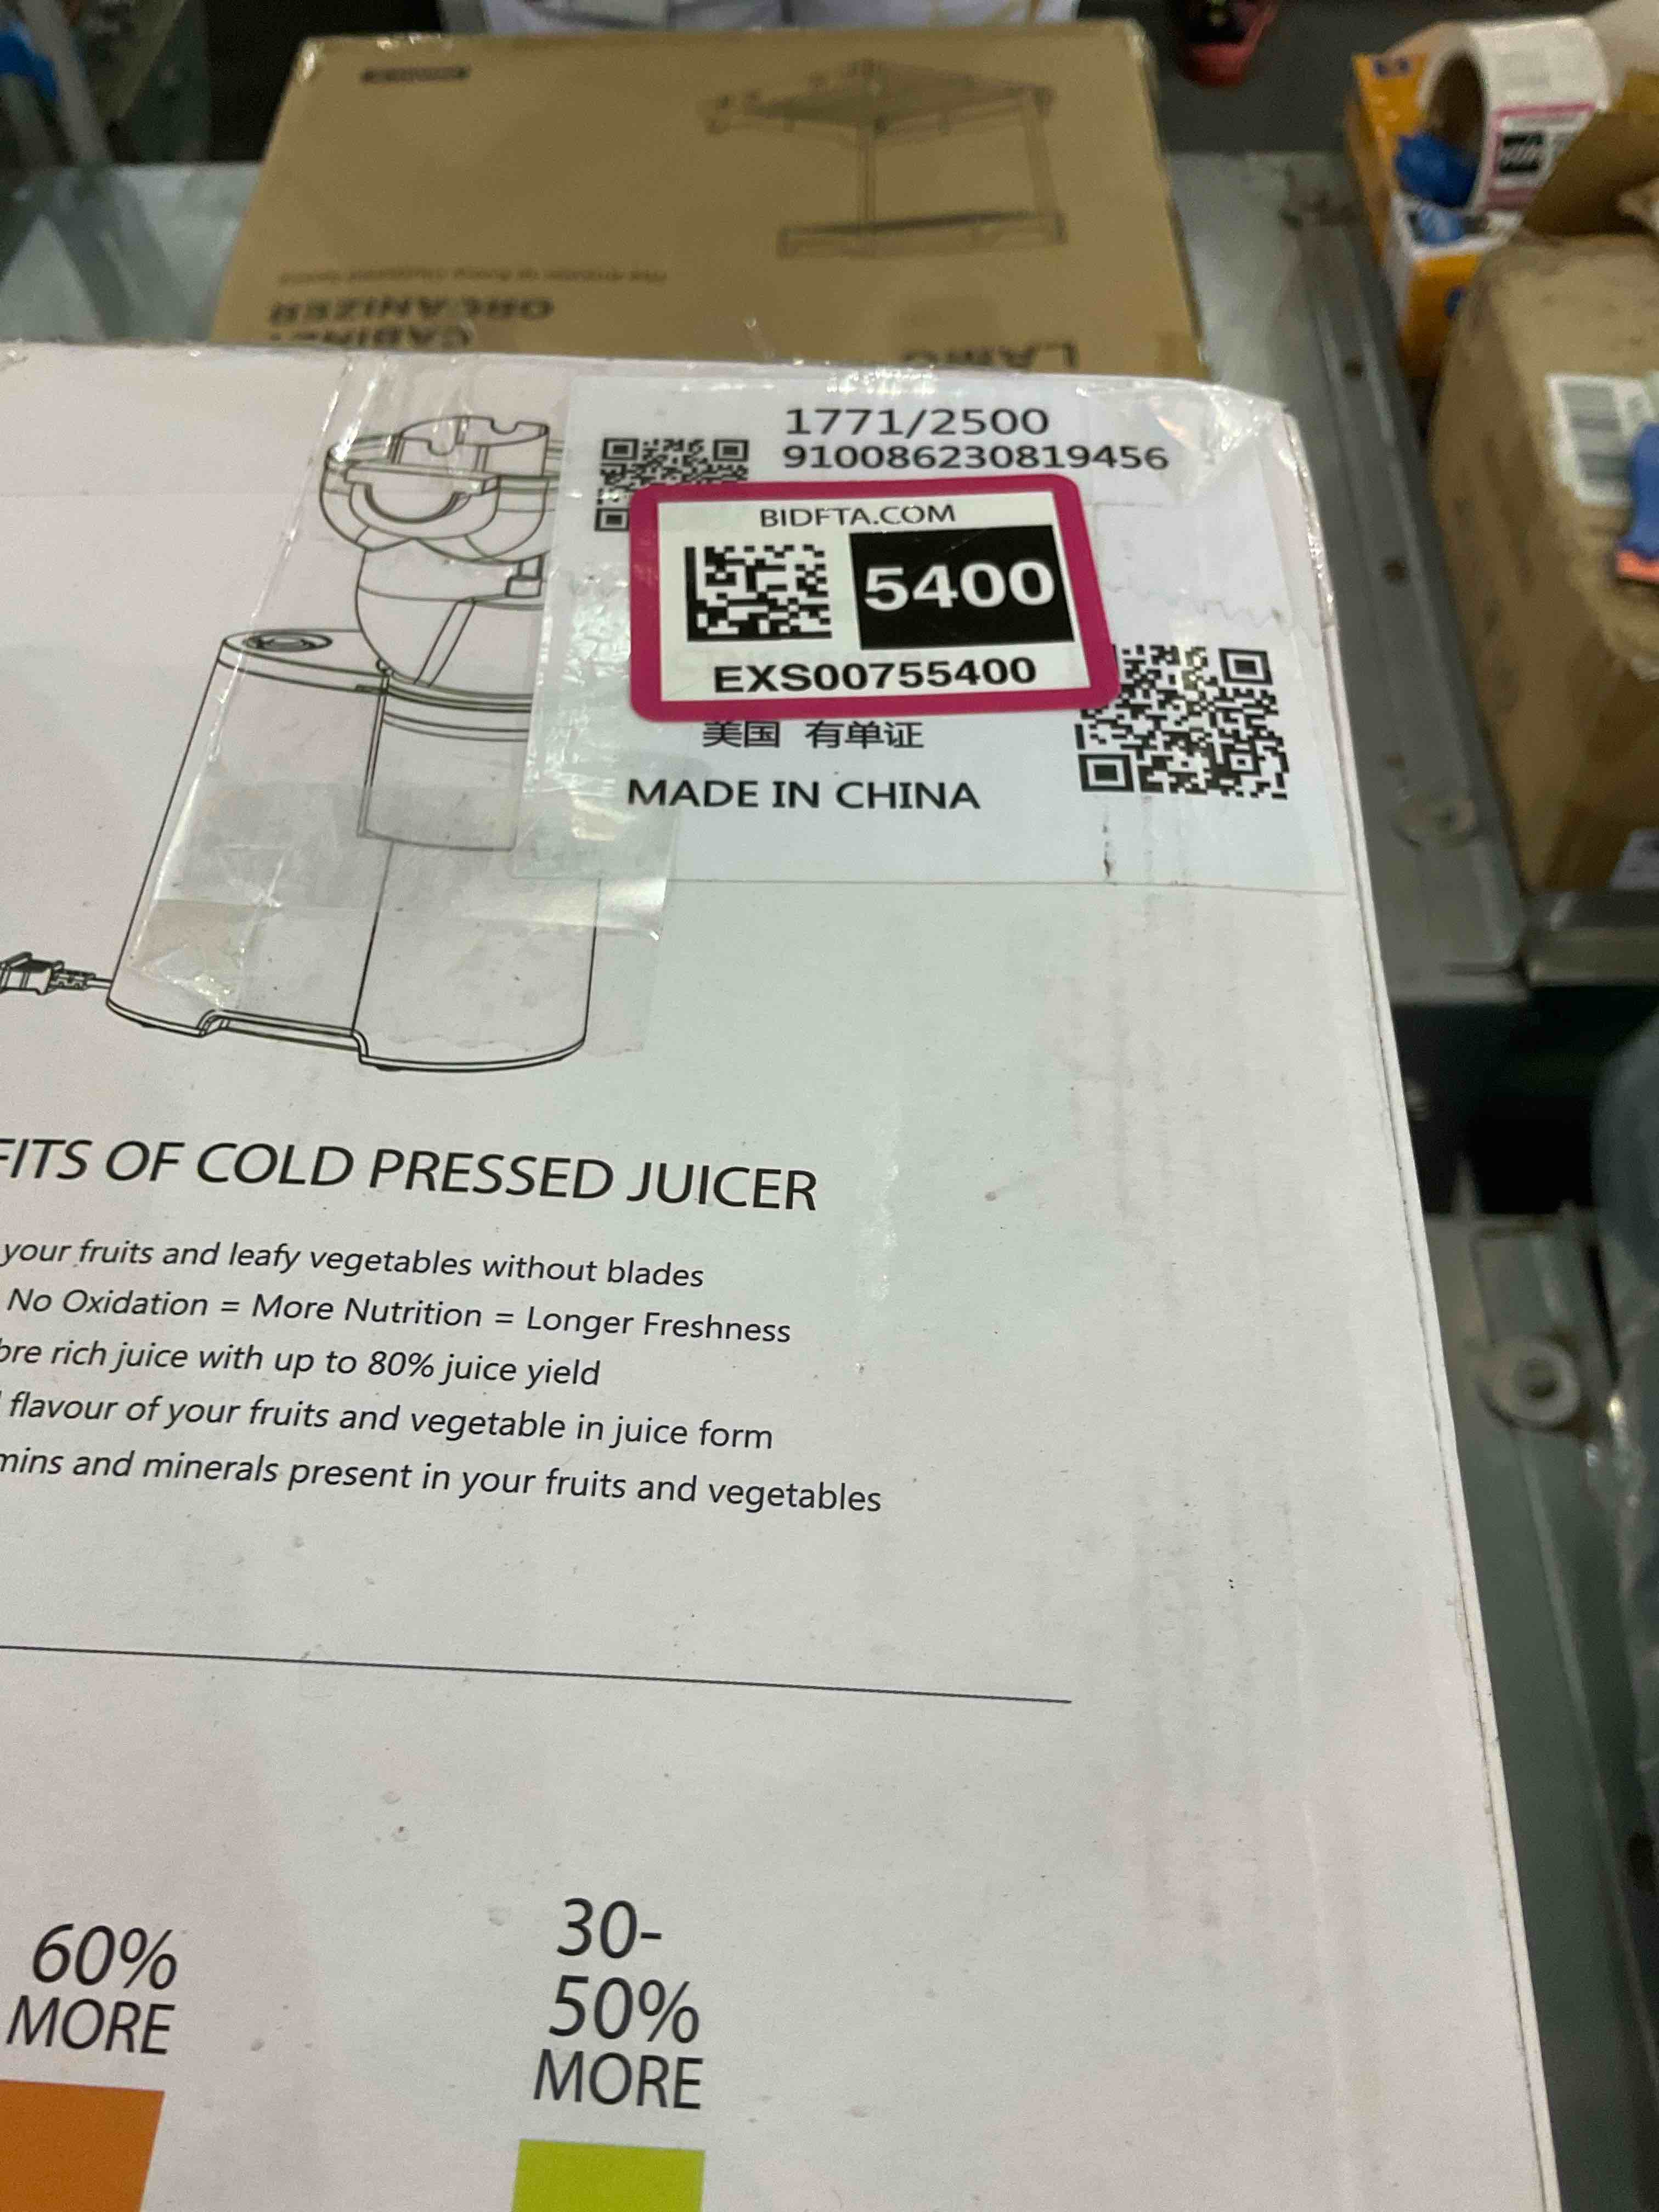 CABINET
ORGANIZER
1771/2500
910086230819456
BIDFTA.COM
5400
EXS00755400
美国 有单证
MADE IN CHINA
FITS OF COLD PRESSED JUICER
your fruits and leafy vegetables without blades
No Oxidation = More Nutrition = Longer Freshness
rich juice with up to 80% juice yield
flavour of your fruits and vegetable in juice form
mins and minerals present in your fruits and vegetables
60%
MORE
30-
50%
MORE